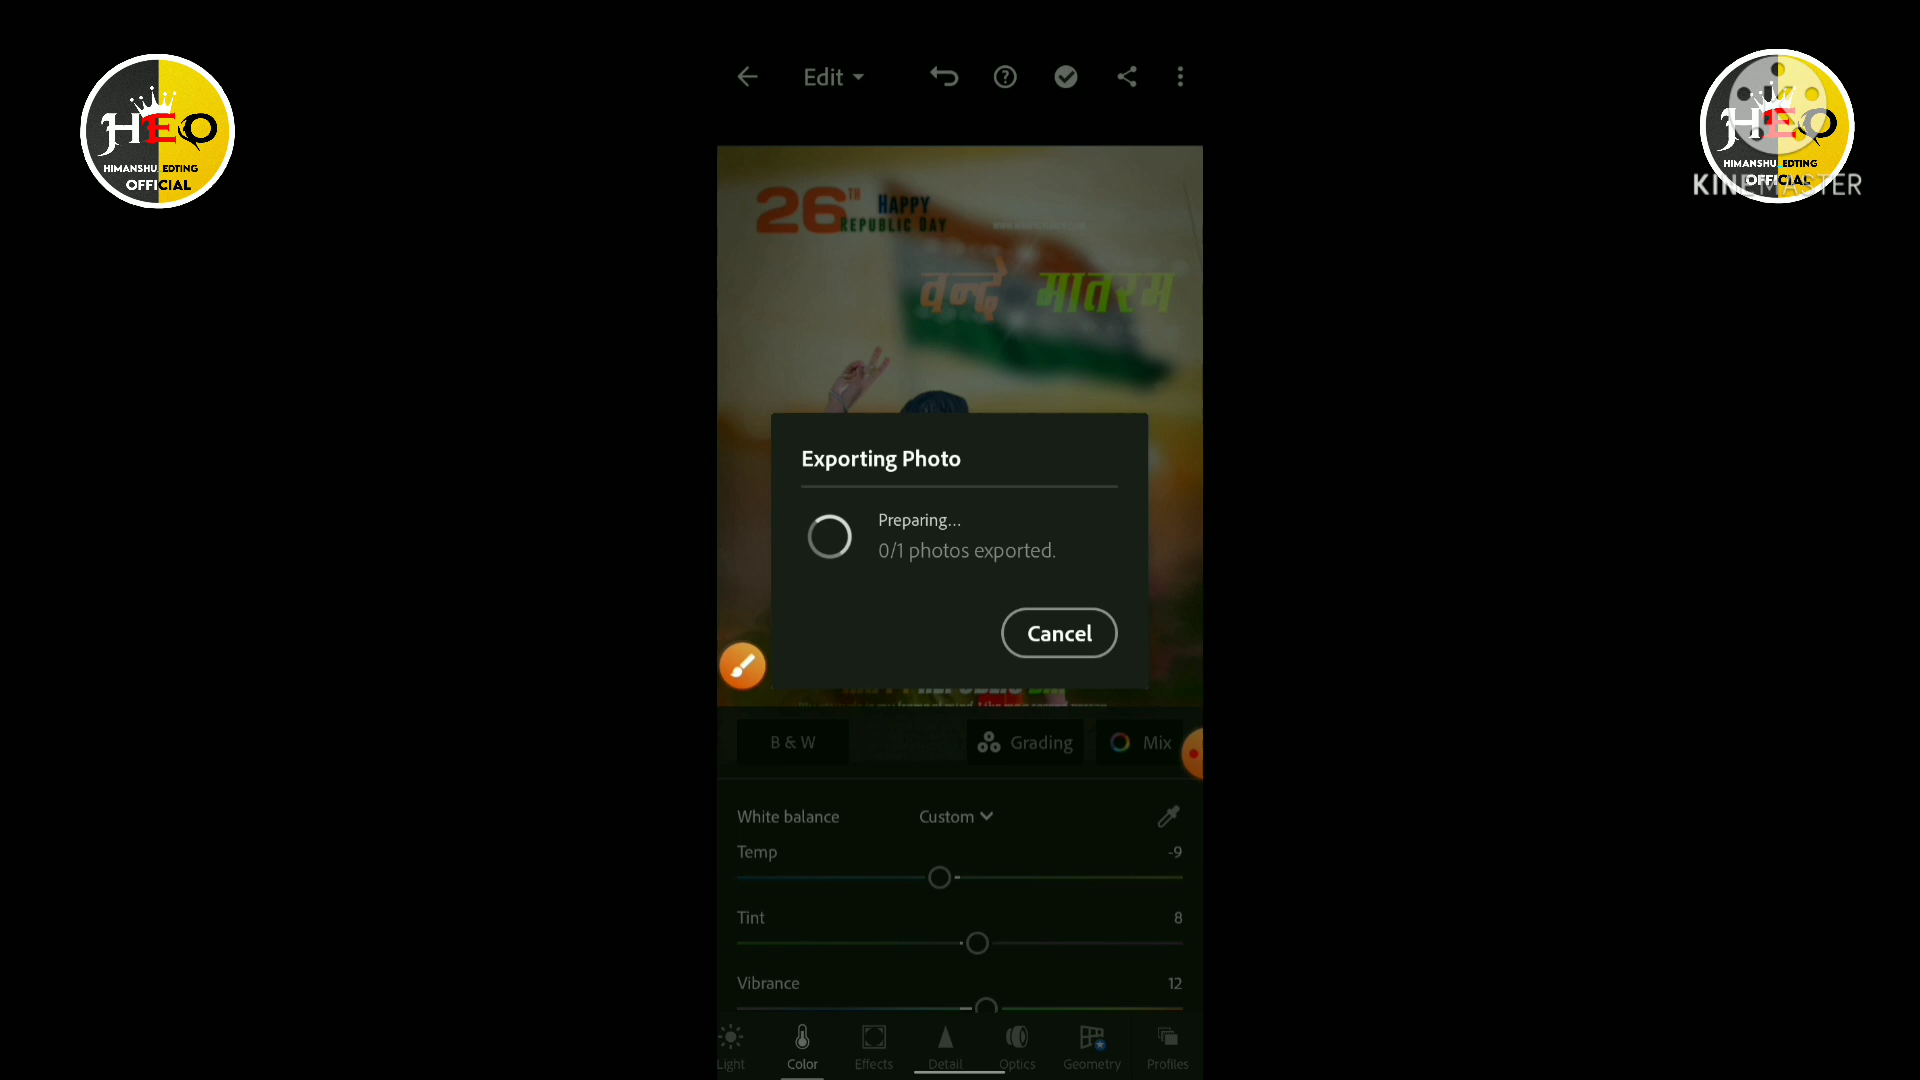 HEO
HIMANSHU EDTING
OFFICIAL
HEO
HIMANSHU EDTING
OFFICIAL
KINEMASTER
Edit
26TH HAPPY
REPUBLIC DAY
वन्दे मातरम
Exporting Photo
Preparing...
0/1 photos exported.
Cancel
B & W
Grading
Mix
White balance
Custom
Temp
-9
Tint
8
Vibrance
12
Light
Color
Effects
Detail
Optics
Geometry
Profiles